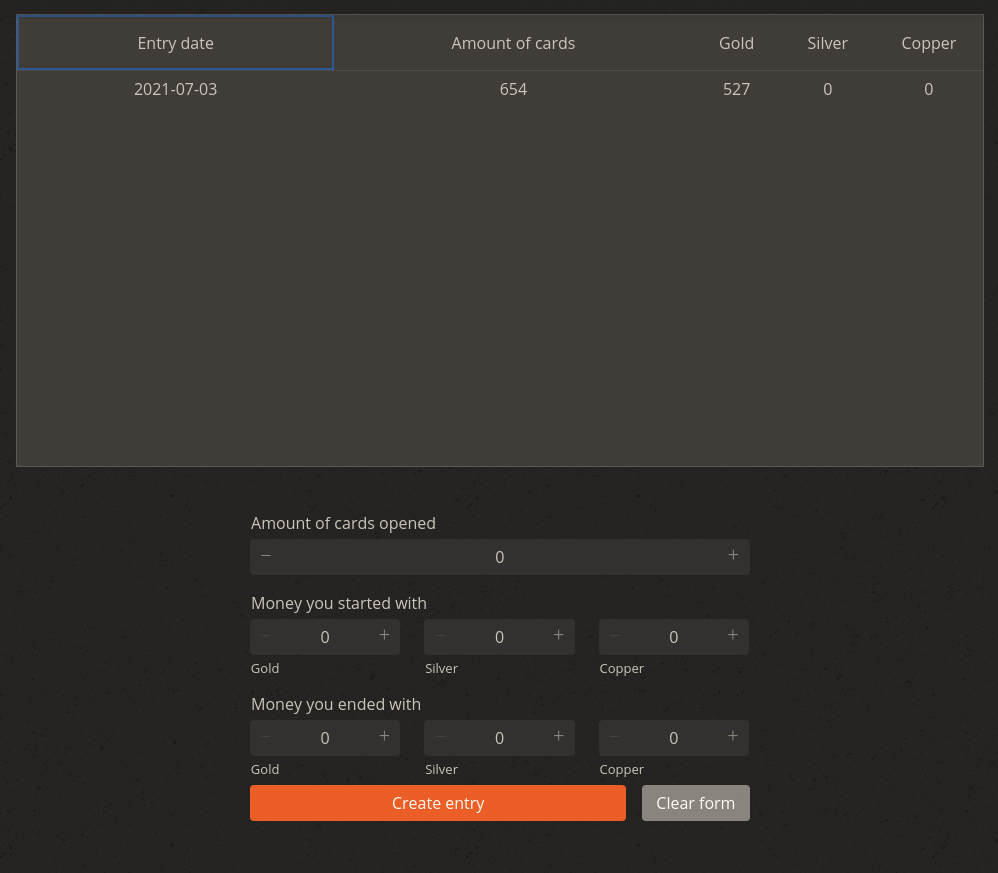 Entry date Amount of cards Gold Silver Copper
2021-07-03 654 527 0 0
Amount of cards opened
− 0 +
Money you started with
− 0 + − 0 + − 0 +
Gold Silver Copper
Money you ended with
− 0 + − 0 + − 0 +
Gold Silver Copper
Create entry Clear form